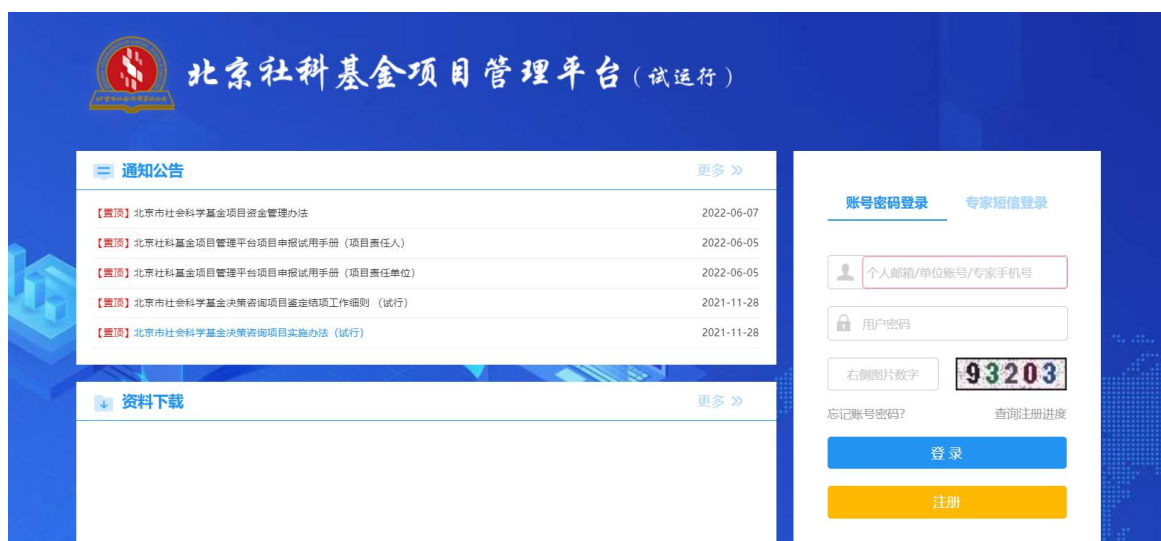 北京社科基金项目管理平台(试运行)
通知公告 更多 >>
【置顶】北京市社会科学基金项目资金管理办法 2022-06-07
【置顶】北京社科基金项目管理平台项目申报试用手册（项目责任人） 2022-06-05
【置顶】北京社科基金项目管理平台项目申报试用手册（项目责任单位） 2022-06-05
【置顶】北京市社会科学基金决策咨询项目鉴定结项工作细则 （试行） 2021-11-28
【置顶】北京市社会科学基金决策咨询项目实施办法（试行） 2021-11-28
资料下载 更多 >>
账号密码登录 专家短信登录
个人邮箱/单位账号/专家手机号
用户密码
右侧图片数字 93203
忘记账号密码? 查询注册进度
登 录
注册